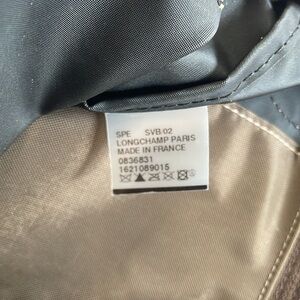 SPE SVB.02
LONGCHAMP PARIS
MADE IN FRANCE
0836831
1621089015